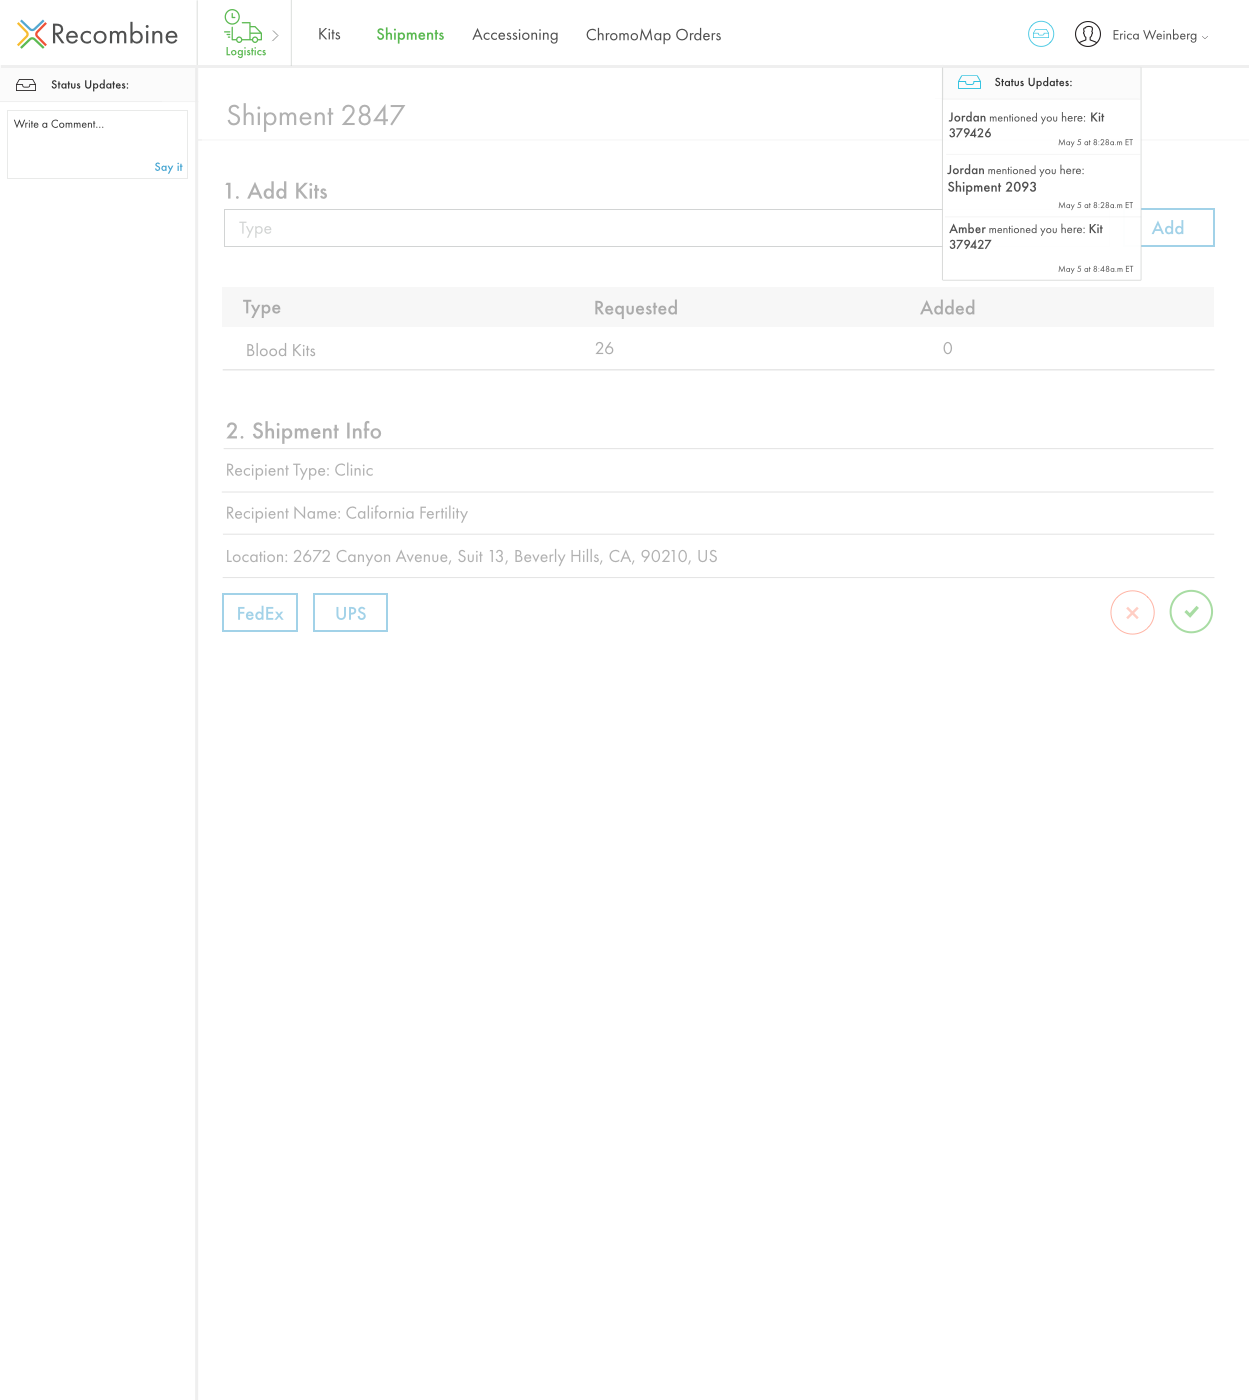 Recombine
Logistics
Kits
Shipments
Accessioning
ChromoMap Orders
Erica Weinberg
Status Updates:
Write a Comment...
Say it
Status Updates:
Jordan mentioned you here: Kit
379426
May 5 at 8:28a.m ET
Jordan mentioned you here:
Shipment 2093
May 5 at 8:28a.m ET
Amber mentioned you here: Kit
379427
May 5 at 8:48a.m ET
Shipment 2847
1. Add Kits
Type
Add
Type Requested Added
Blood Kits 26 0
2. Shipment Info
Recipient Type: Clinic
Recipient Name: California Fertility
Location: 2672 Canyon Avenue, Suit 13, Beverly Hills, CA, 90210, US
FedEx
UPS